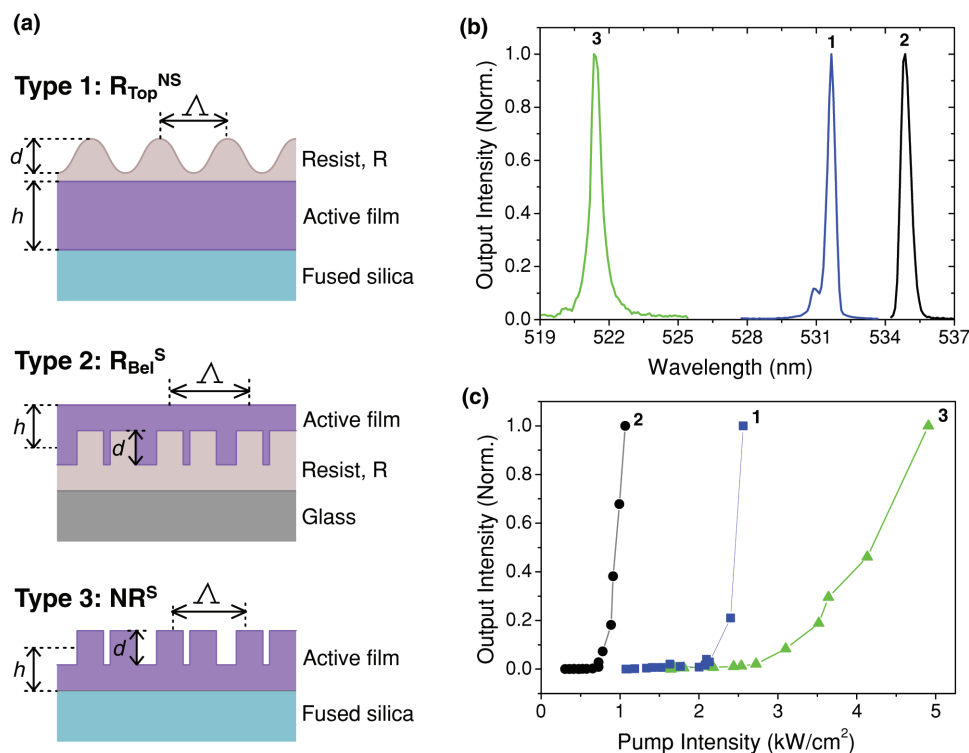 (a)
Type 1: R_Top^NS
Λ
d
Resist, R
h
Active film
Fused silica
Type 2: R_Bel^S
Λ
h
Active film
d
Resist, R
Glass
Type 3: NR^S
Λ
d
h
Active film
Fused silica
(b)
3
1
2
1.0
0.8
0.6
0.4
0.2
0.0
Output Intensity (Norm.)
519 522 525 528 531 534 537
Wavelength (nm)
(c)
2
1
3
1.0
0.8
0.6
0.4
0.2
0.0
Output Intensity (Norm.)
0 1 2 3 4 5
Pump Intensity (kW/cm²)